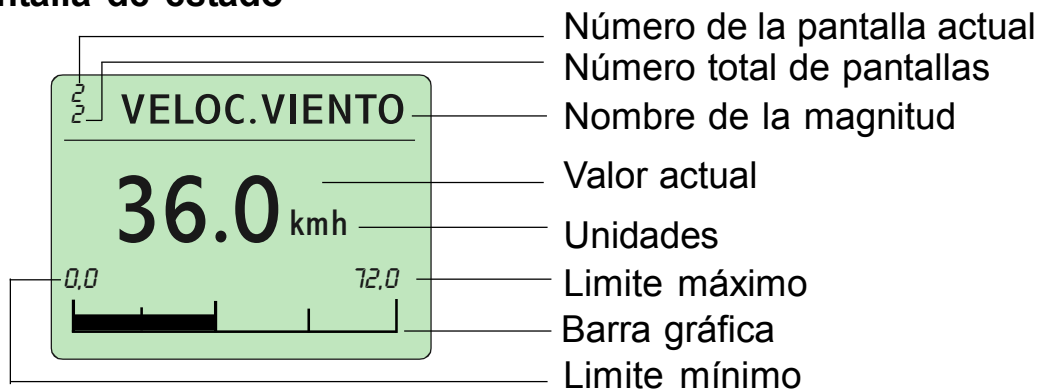 ntalla de estado
Número de la pantalla actual
Número total de pantallas
2
2
VELOC.VIENTO
Nombre de la magnitud
Valor actual
36.0 kmh
Unidades
0,0
72,0
Limite máximo
Barra gráfica
Limite mínimo